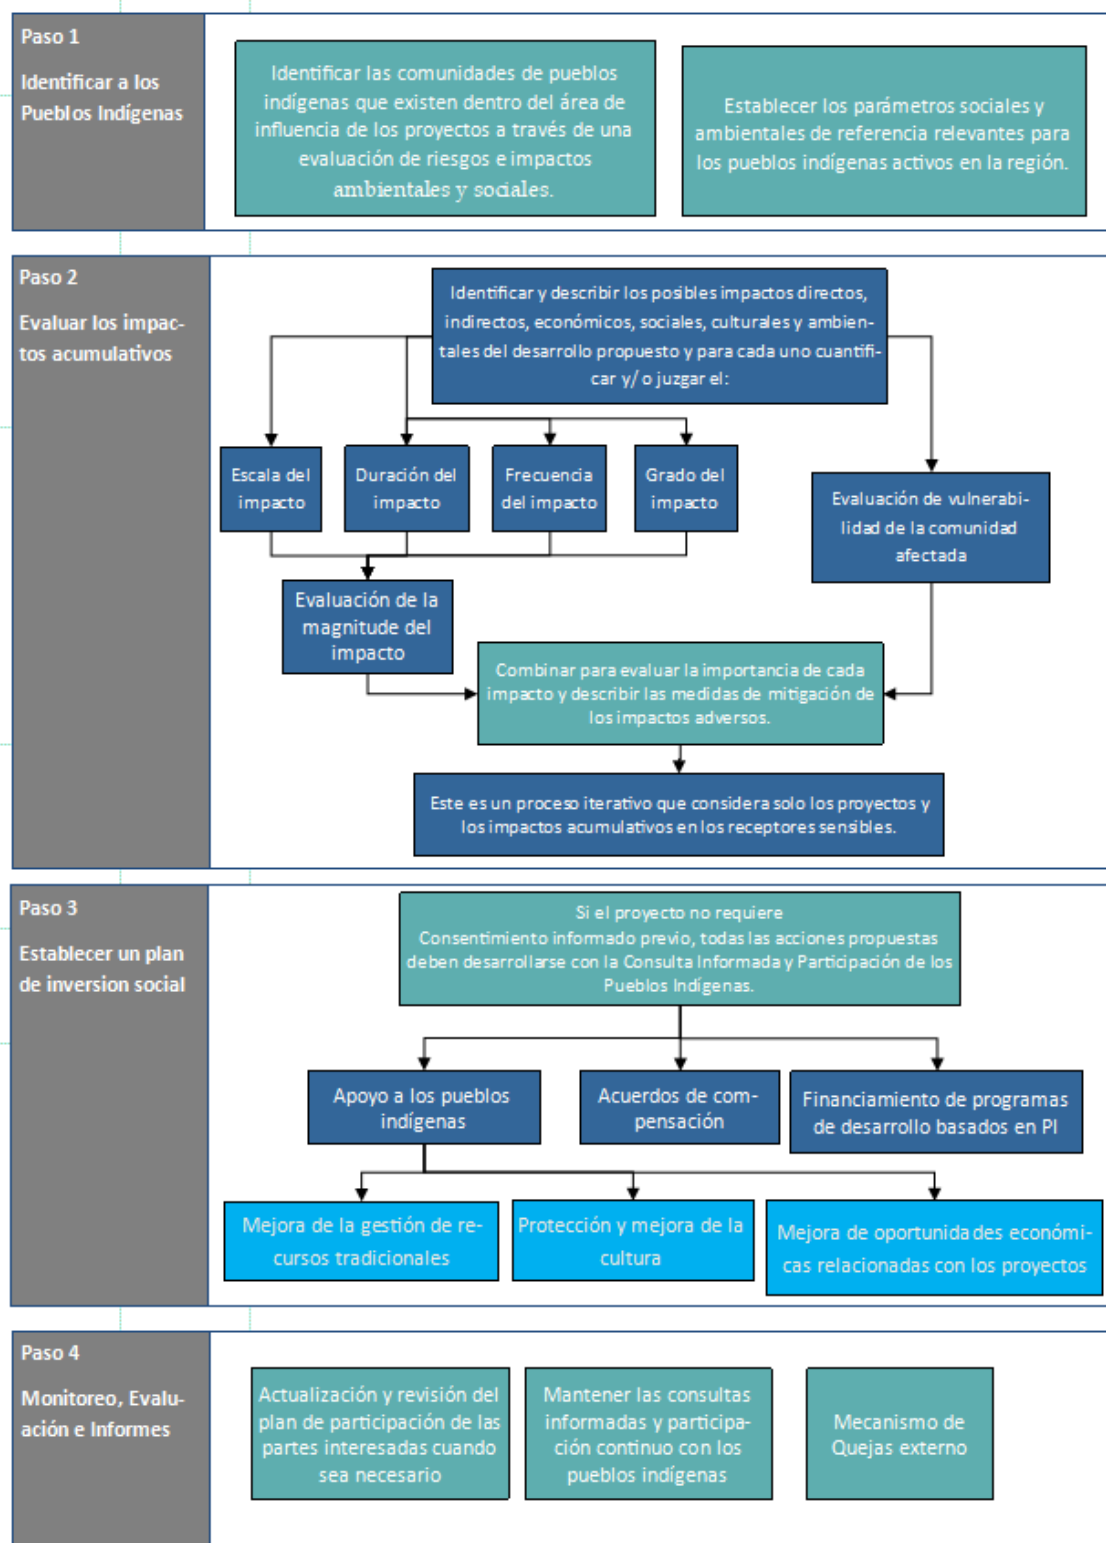 Paso 1
Identificar a los
Pueblos Indígenas
Identificar las comunidades de pueblos
indígenas que existen dentro del área de
influencia de los proyectos a través de una
evaluación de riesgos e impactos
ambientales y sociales.
Establecer los parámetros sociales y
ambientales de referencia relevantes para
los pueblos indígenas activos en la región.
Paso 2
Evaluar los impac-
tos acumulativos
Identificar y describir los posibles impactos directos,
indirectos, económicos, sociales, culturales y ambien-
tales del desarrollo propuesto y para cada uno cuantifi-
car y/ o juzgar el:
Escala del
impacto
Duración del
impacto
Frecuencia
del impacto
Grado del
impacto
Evaluación de vulnerabi-
lidad de la comunidad
afectada
Evaluación de la
magnitude del
impacto
Combinar para evaluar la importancia de cada
impacto y describir las medidas de mitigación de
los impactos adversos.
Este es un proceso iterativo que considera solo los proyectos y
los impactos acumulativos en los receptores sensibles.
Paso 3
Establecer un plan
de inversion social
Si el proyecto no requiere
Consentimiento informado previo, todas las acciones propuestas
deben desarrollarse con la Consulta Informada y Participación de los
Pueblos Indígenas.
Apoyo a los pueblos
indígenas
Acuerdos de com-
pensación
Financiamiento de programas
de desarrollo basados en PI
Mejora de la gestión de re-
cursos tradicionales
Protección y mejora de la
cultura
Mejora de oportunidades económi-
cas relacionadas con los proyectos
Paso 4
Monitoreo, Evalu-
ación e Informes
Actualización y revisión del
plan de participación de las
partes interesadas cuando
sea necesario
Mantener las consultas
informadas y participa-
ción continuo con los
pueblos indígenas
Mecanismo de
Quejas externo